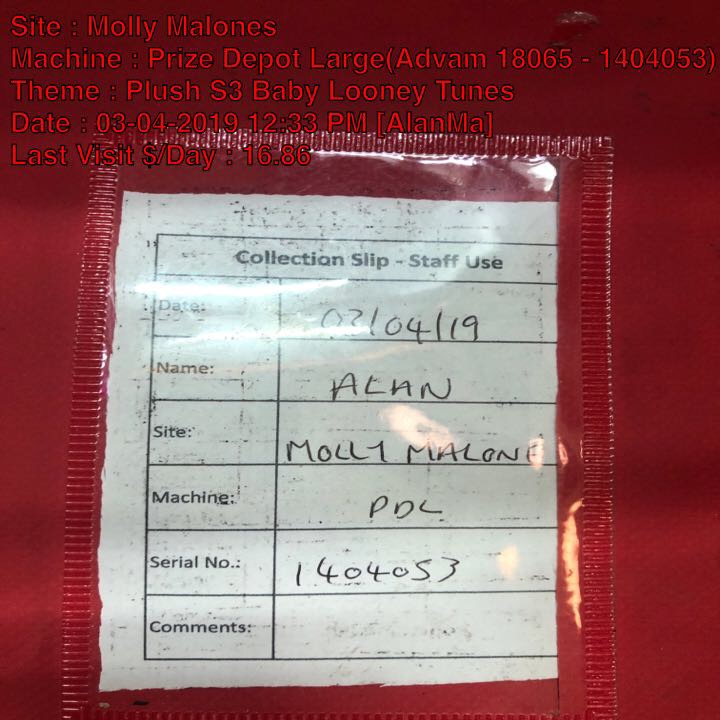 Site : Molly Malones
Machine : Prize Depot Large(Advam 18065 - 1404053)
Theme : Plush S3 Baby Looney Tunes
Date : 03-04-2019 12:33 PM [AlanMa]
Last Visit $/Day : 16.86
Collection Slip - Staff Use
Date: 03/04/19
Name: ALAN
Site: MOLLY MALONE
Machine: PDL
Serial No.: 1404053
Comments: